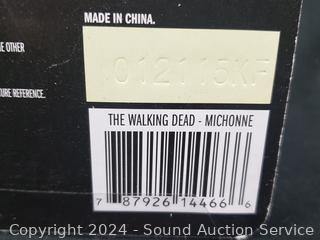 MADE IN CHINA.
OTHER
012115KF
URE REFERENCE.
THE WALKING DEAD - MICHONNE
7 87926 14466 6
Copyright 2024 - Sound Auction Service